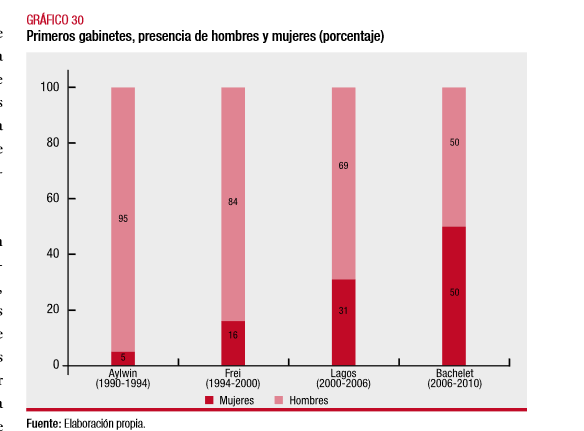 GRÁFICO 30
Primeros gabinetes, presencia de hombres y mujeres (porcentaje)
100
80
60
40
20
0
95
5
84
16
69
31
50
50
Aylwin
(1990-1994)
Frei
(1994-2000)
Lagos
(2000-2006)
Bachelet
(2006-2010)
Mujeres Hombres
Fuente: Elaboración propia.